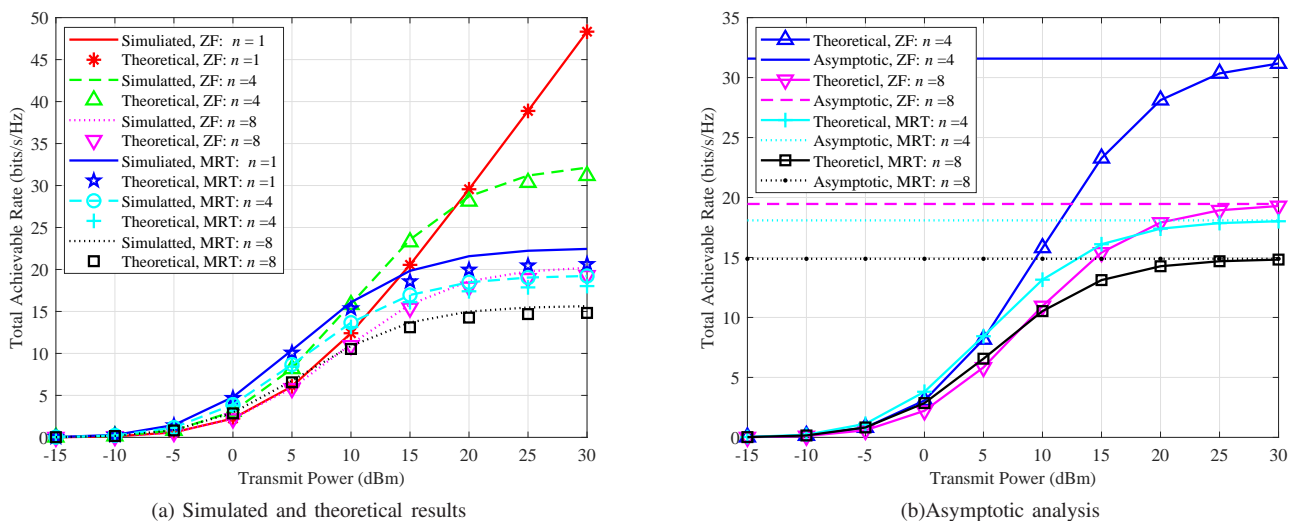 50
45
40
35
30
25
20
15
10
5
0
Total Achievable Rate (bits/s/Hz)
Simuliated, ZF: n = 1
Theoretical, ZF: n =1
Simulatted, ZF: n =4
Theoretical, ZF: n =4
Simulatted, ZF: n =8
Theoretical, ZF: n =8
Simuliated, MRT: n =1
Theoretical, MRT: n =1
Simulated, MRT: n =4
Theoretical, MRT: n =4
Simulatted, MRT: n =8
Theoretical, MRT: n =8
-15 -10 -5 0 5 10 15 20 25 30
Transmit Power (dBm)
(a) Simulated and theoretical results
35
30
25
20
15
10
5
0
Total Achievable Rate (bits/s/Hz)
Theoretical, ZF: n =4
Asymptotic, ZF: n =4
Theoreticl, ZF: n =8
Asymptotic, ZF: n =8
Theoretical, MRT: n =4
Asymptotic, MRT: n =4
Theoreticl, MRT: n =8
Asymptotic, MRT: n =8
-15 -10 -5 0 5 10 15 20 25 30
Transmit Power (dBm)
(b)Asymptotic analysis